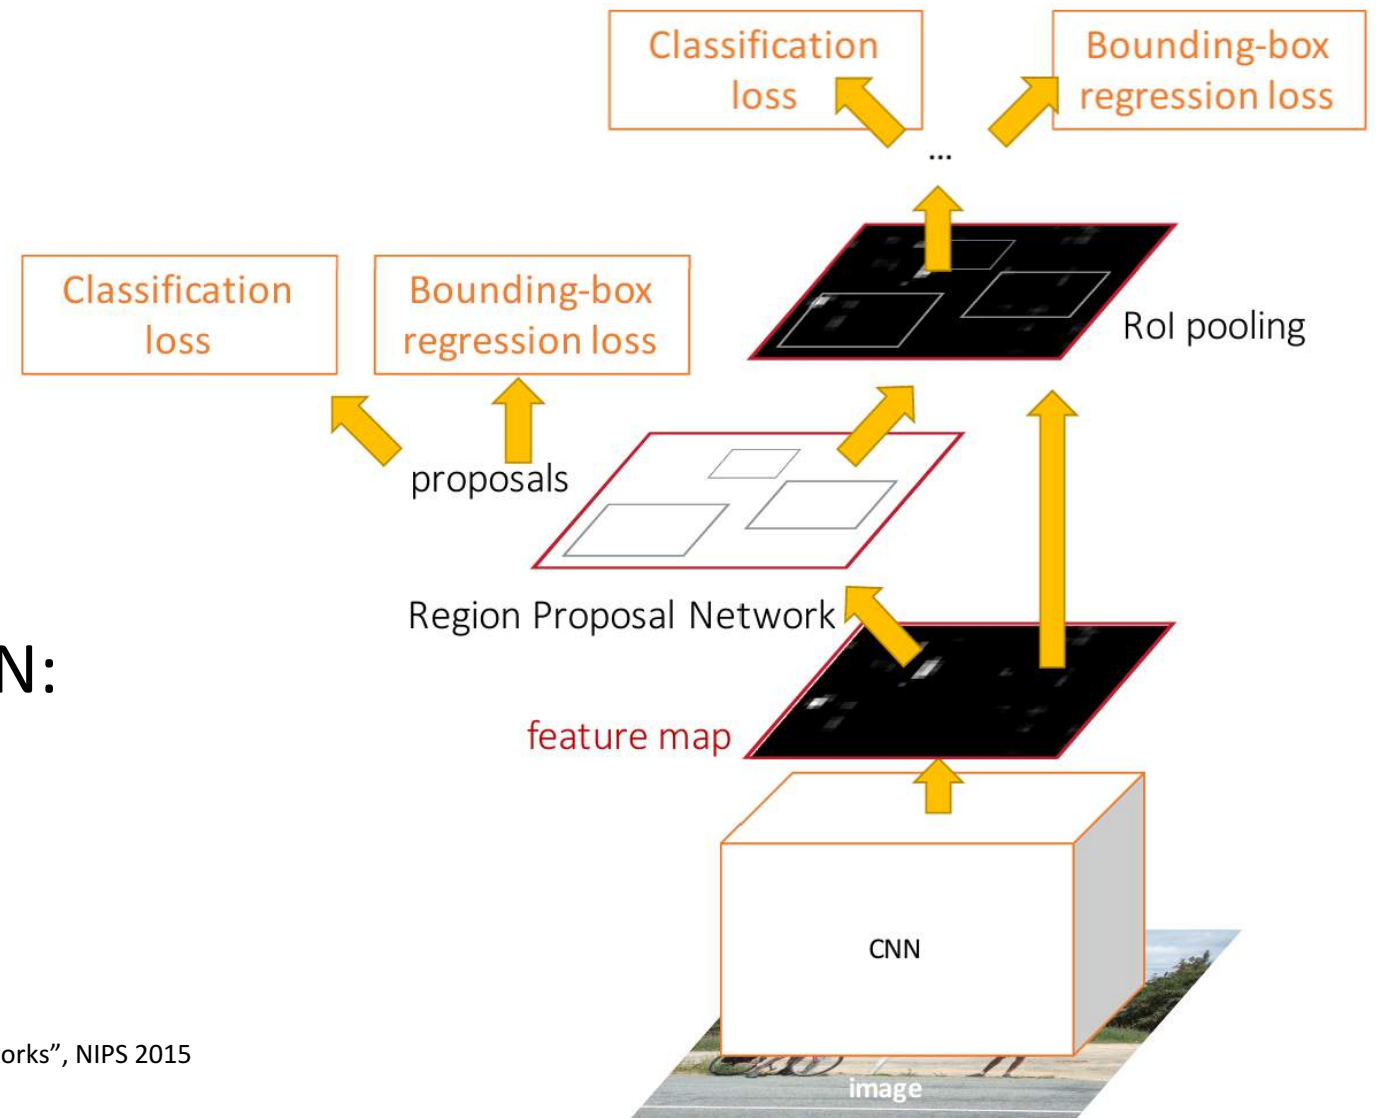 Classification
loss
Bounding-box
regression loss
...
Classification
loss
Bounding-box
regression loss
RoI pooling
proposals
Region Proposal Network
N:
feature map
CNN
orks”, NIPS 2015
image